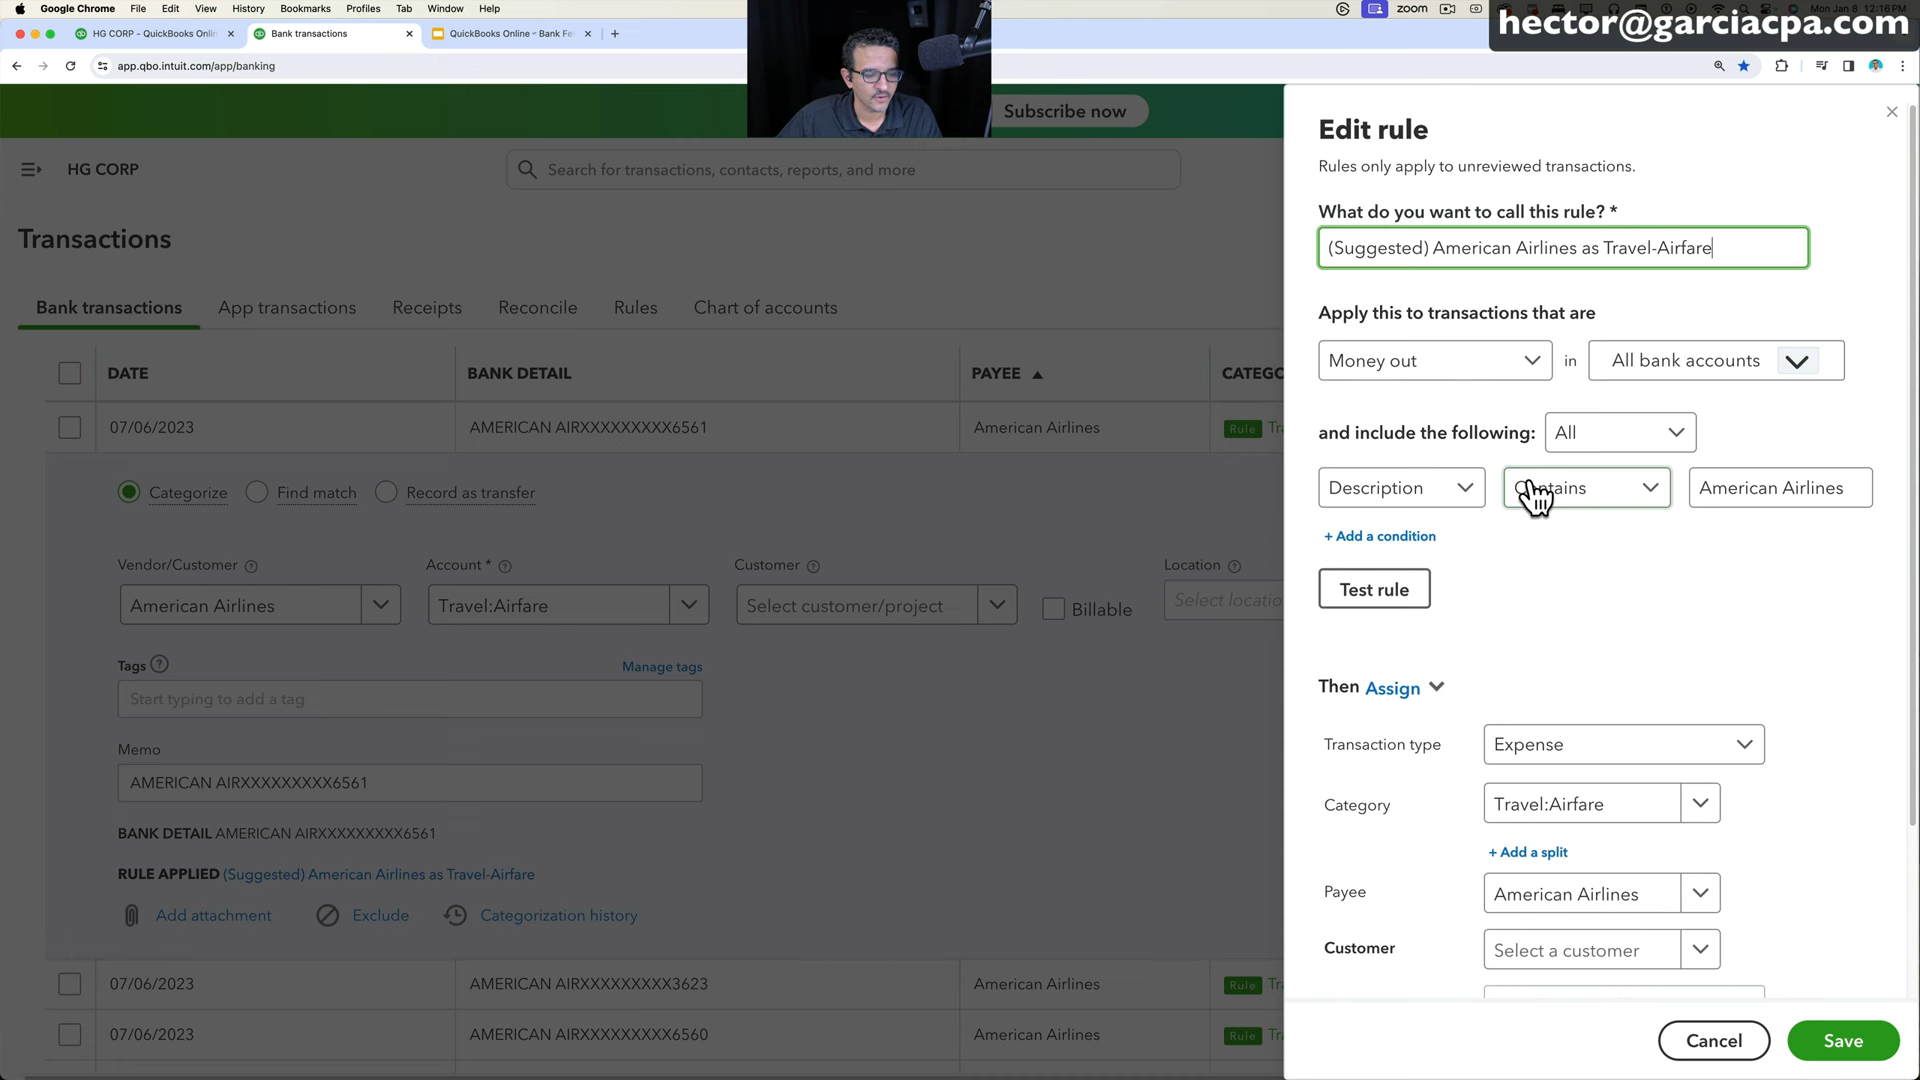 Google Chrome File Edit View History Bookmarks Profiles Tab Window Help
zoom
Mon Jan 8 12:16PM
hector@garciacpa.com
HG CORP - QuickBooks Onlin
Bank transactions
QuickBooks Online - Bank Fe
app.qbo.intuit.com/app/banking
Subscribe now
HG CORP
Search for transactions, contacts, reports, and more
Transactions
Bank transactions App transactions Receipts Reconcile Rules Chart of accounts
DATE BANK DETAIL PAYEE CATEGO
07/06/2023 AMERICAN AIRXXXXXXXXX6561 American Airlines Rule Tr
Categorize Find match Record as transfer
Vendor/Customer Account * Customer Location
American Airlines Travel:Airfare Select customer/project Billable Select locatio
Tags Manage tags
Start typing to add a tag
Memo
AMERICAN AIRXXXXXXXXX6561
BANK DETAIL AMERICAN AIRXXXXXXXXX6561
RULE APPLIED (Suggested) American Airlines as Travel-Airfare
Add attachment Exclude Categorization history
07/06/2023 AMERICAN AIRXXXXXXXXX3623 American Airlines Rule Tr
07/06/2023 AMERICAN AIRXXXXXXXXX6560 American Airlines Rule Tr
Edit rule
Rules only apply to unreviewed transactions.
What do you want to call this rule? *
(Suggested) American Airlines as Travel-Airfare
Apply this to transactions that are
Money out in All bank accounts
and include the following: All
Description Contains American Airlines
+ Add a condition
Test rule
Then Assign
Transaction type Expense
Category Travel:Airfare
+ Add a split
Payee American Airlines
Customer Select a customer
Cancel Save